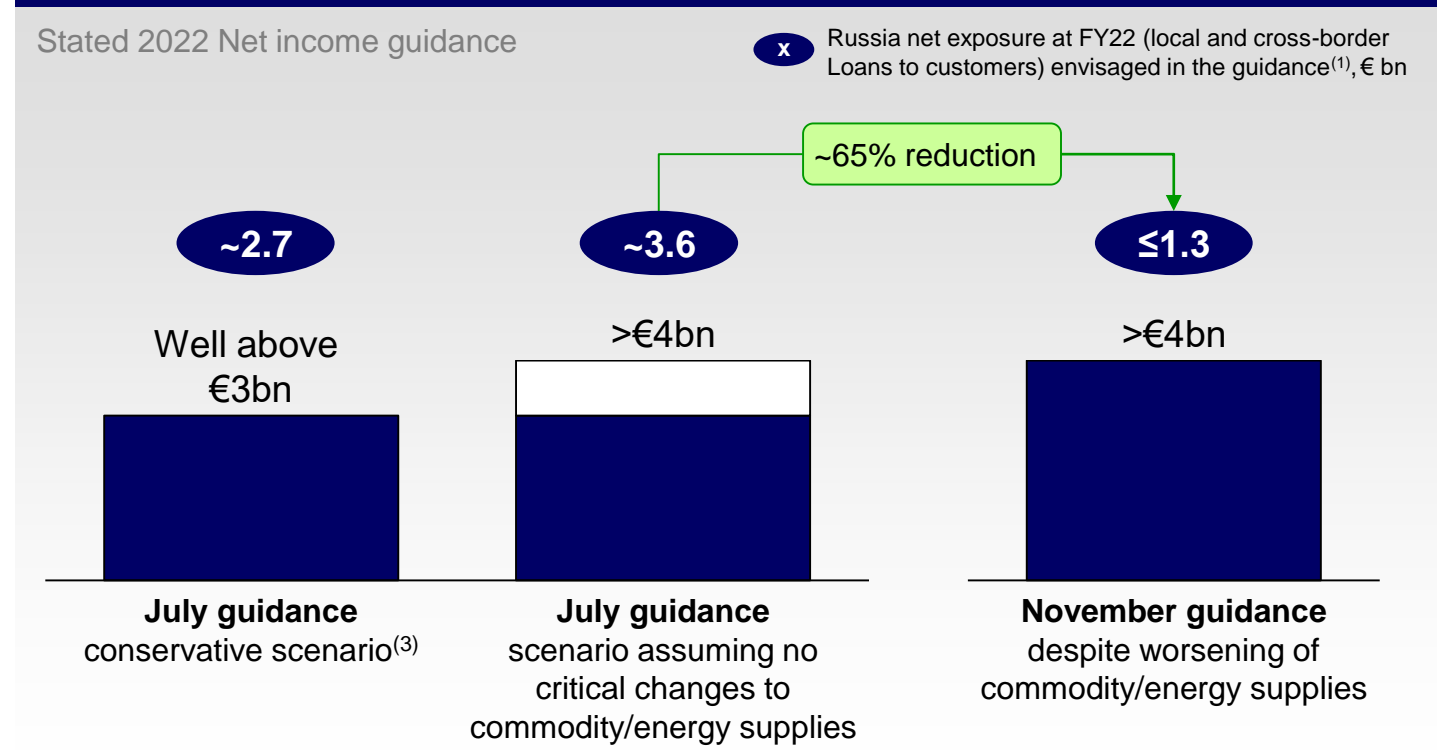 Stated 2022 Net income guidance
x
Russia net exposure at FY22 (local and cross-border
Loans to customers) envisaged in the guidance(1), € bn
~65% reduction
~2.7
~3.6
≤1.3
Well above
€3bn
>€4bn
>€4bn
July guidance
conservative scenario(3)
July guidance
scenario assuming no
critical changes to
commodity/energy supplies
November guidance
despite worsening of
commodity/energy supplies